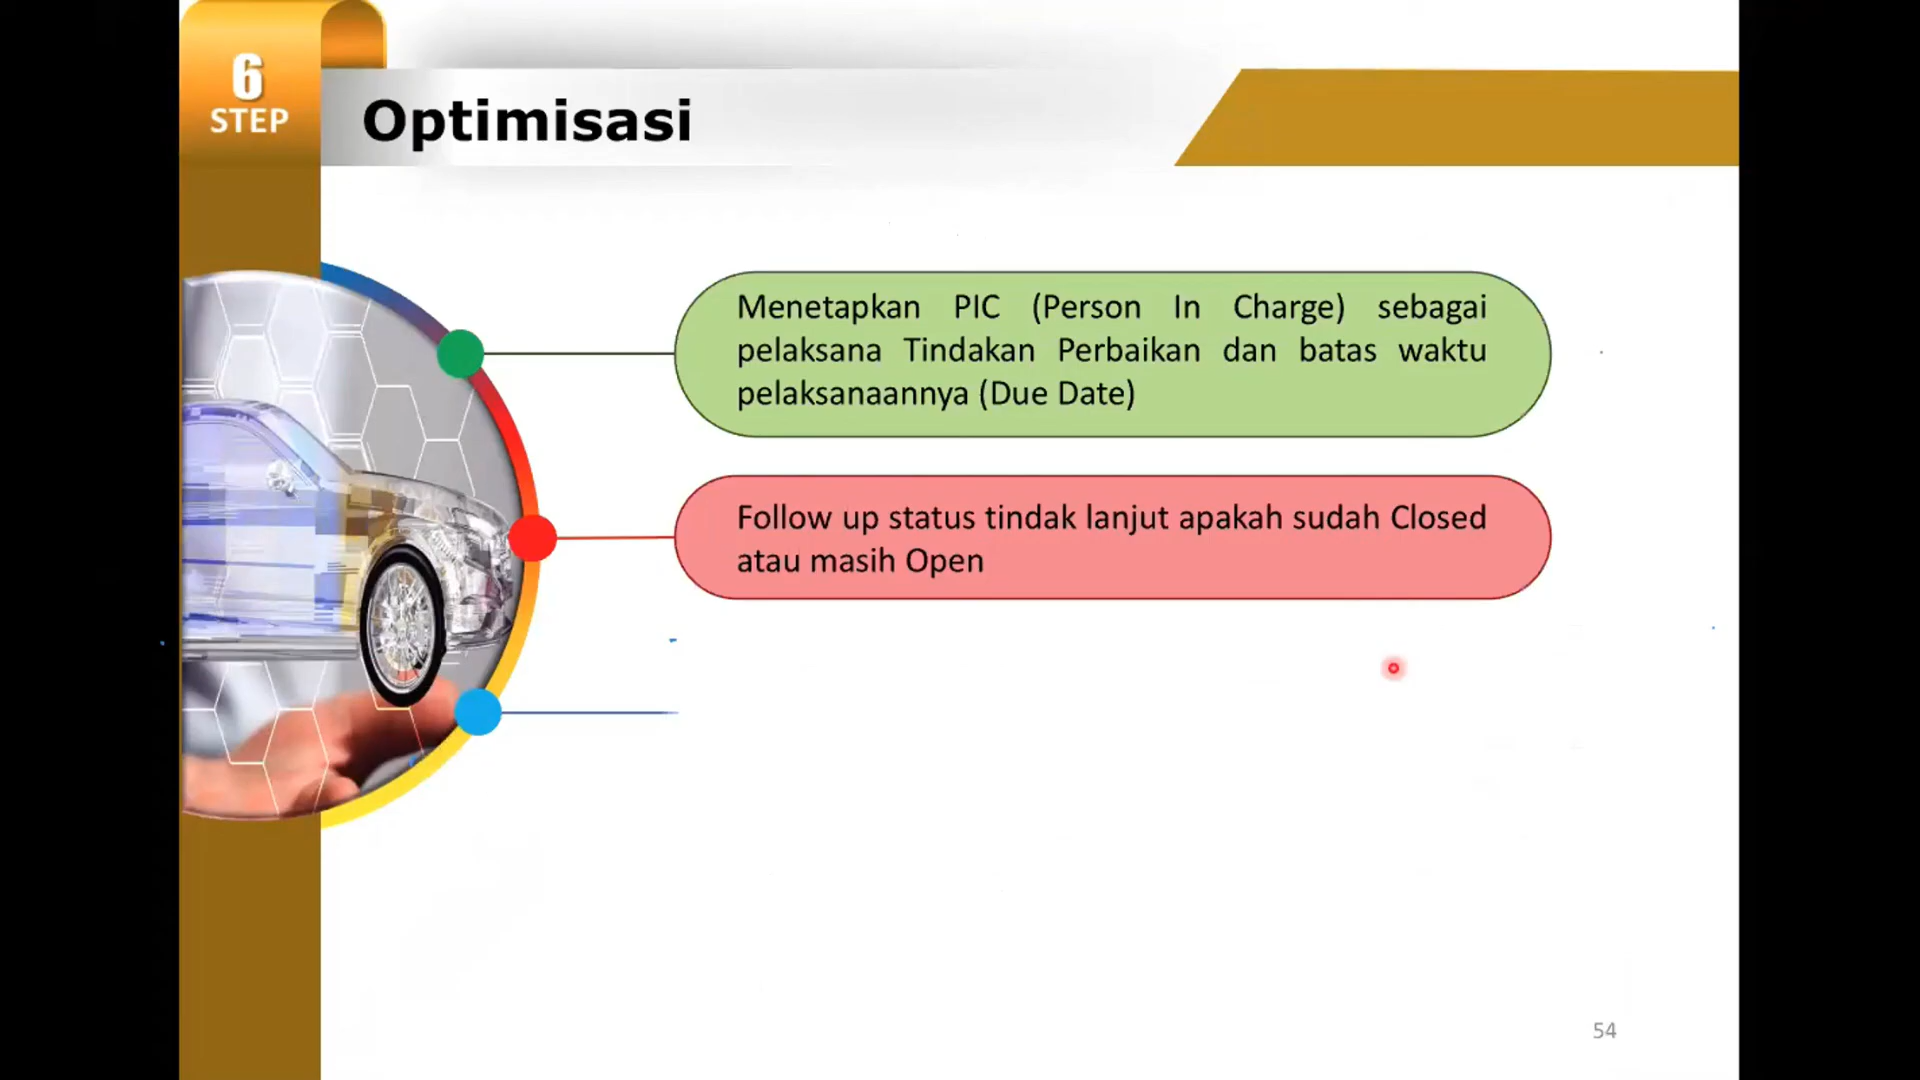 6
STEP
Optimisasi
Menetapkan PIC (Person In Charge) sebagai
pelaksana Tindakan Perbaikan dan batas waktu
pelaksanaannya (Due Date)
Follow up status tindak lanjut apakah sudah Closed
atau masih Open
54